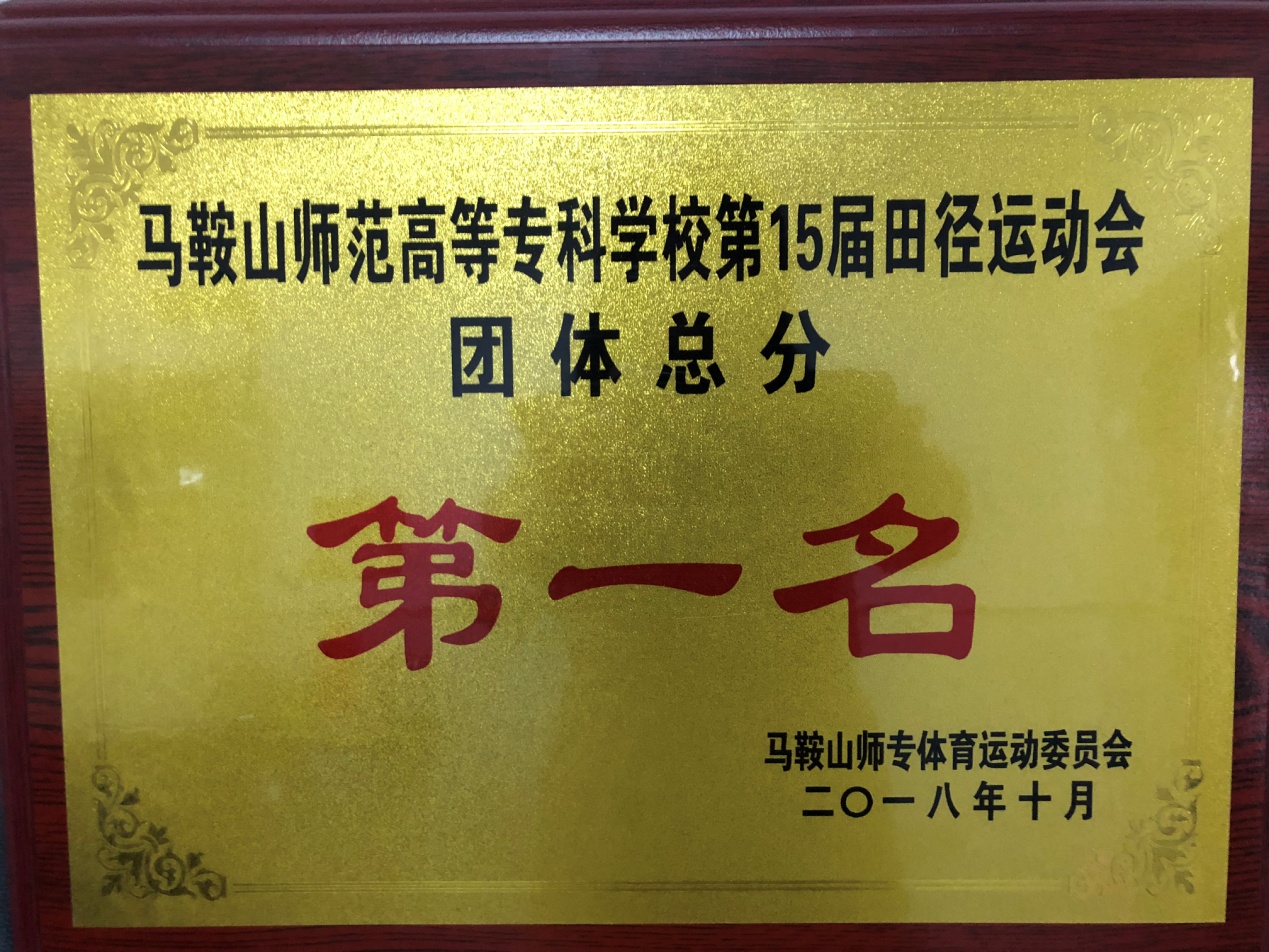 马鞍山师范高等专科学校第15届田径运动会
团体总分
第一名
马鞍山师专体育运动委员会
二〇一八年十月